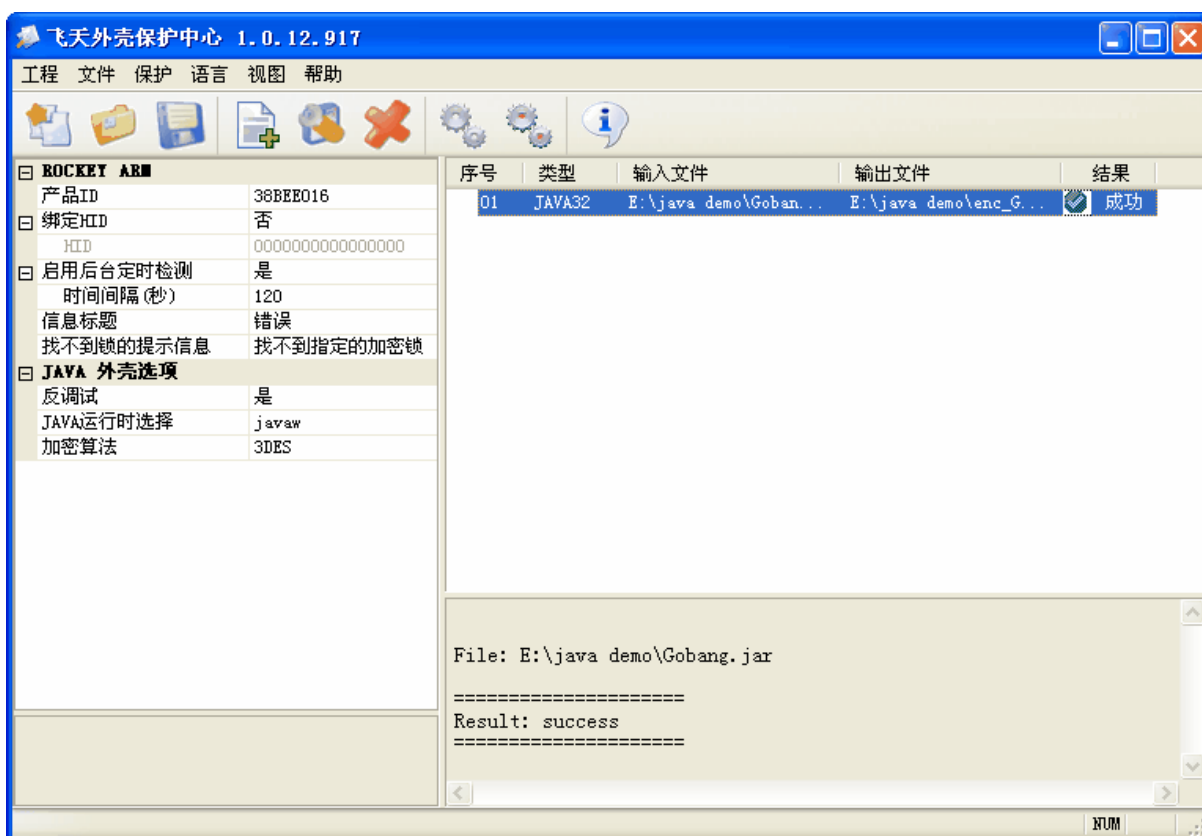 飞天外壳保护中心 1.0.12.917
工程 文件 保护 语言 视图 帮助
ROCKEY ARM
产品ID 38BEE016
绑定HID 否
HID 0000000000000000
启用后台定时检测 是
时间间隔(秒) 120
信息标题 错误
找不到锁的提示信息 找不到指定的加密锁
JAVA 外壳选项
反调试 是
JAVA运行时选择 javaw
加密算法 3DES
序号 类型 输入文件 输出文件 结果
01 JAVA32 E:\java demo\Goban... E:\java demo\enc_G... 成功
File: E:\java demo\Gobang.jar
=====================
Result: success
=====================
NUM